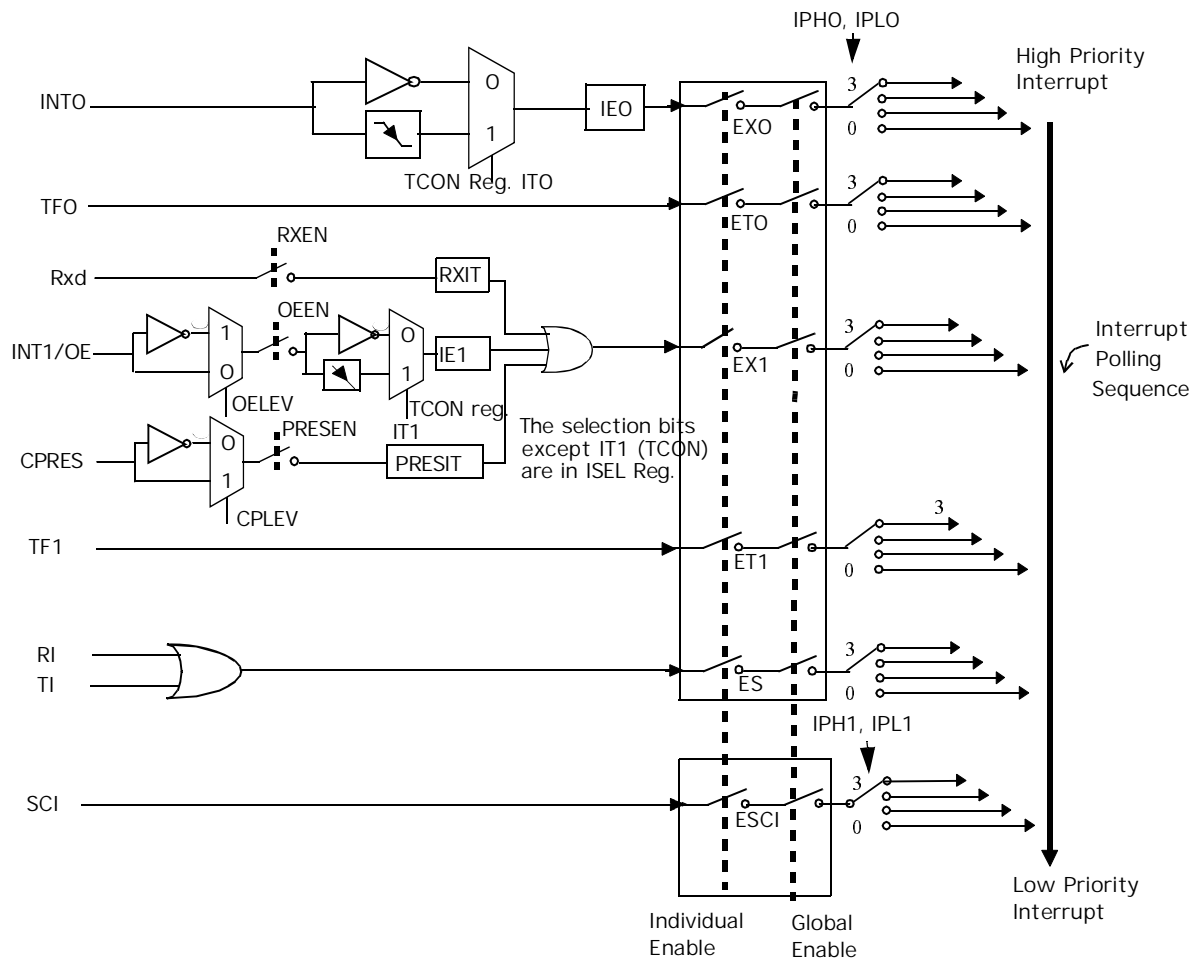 IPH0, IPL0
High Priority
Interrupt
INT0
0
1
IE0
EX0
3
0
TCON Reg. IT0
TF0
ET0
3
0
RXEN
Rxd
RXIT
OEEN
INT1/OE
1
0
0
1
IE1
EX1
3
0
Interrupt
Polling
Sequence
OELEV
TCON reg.
IT1
The selection bits
except IT1 (TCON)
are in ISEL Reg.
PRESEN
CPRES
0
1
PRESIT
CPLEV
TF1
ET1
3
0
RI
TI
ES
3
0
IPH1, IPL1
SCI
ESCI
3
0
Low Priority
Interrupt
Individual
Enable
Global
Enable